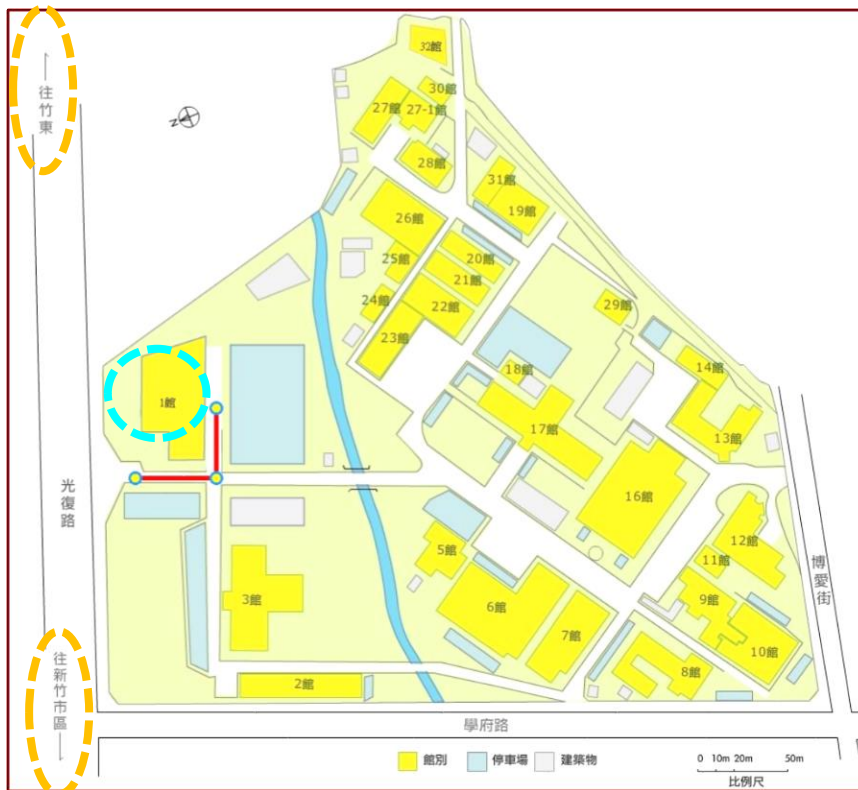 往竹東
N
32館
30館
27館
27-1館
28館
31館
19館
26館
25館
20館
21館
24館
22館
29館
23館
18館
14館
1館
17館
13館
光復路
16館
12館
5館
11館
博愛街
3館
6館
9館
7館
10館
8館
2館
往新竹市區
學府路
館別
停車場
建築物
0 10m 20m 50m
比例尺